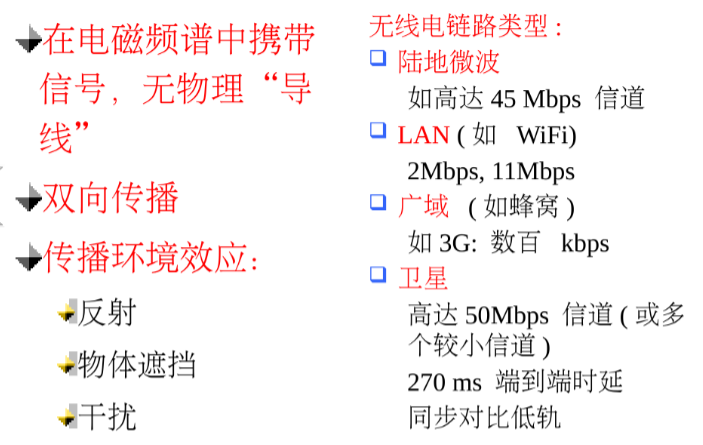 在电磁频谱中携带
信号，无物理“导
线”
双向传播
传播环境效应：
反射
物体遮挡
干扰
无线电链路类型：
陆地微波
如高达 45 Mbps 信道
LAN ( 如 WiFi)
2Mbps, 11Mbps
广域 ( 如蜂窝 )
如 3G: 数百 kbps
卫星
高达 50Mbps 信道 ( 或多
个较小信道 )
270 ms 端到端时延
同步对比低轨